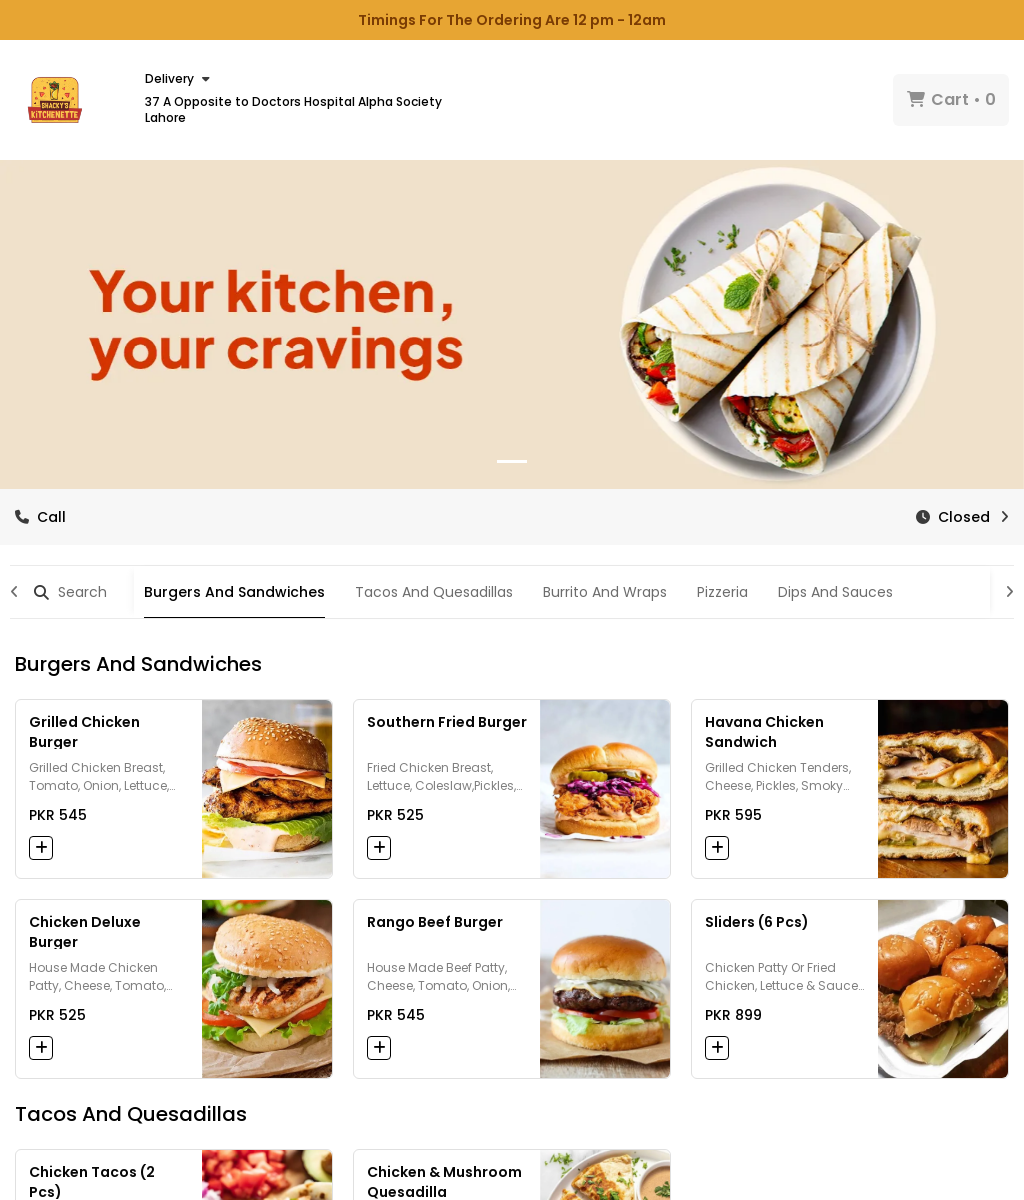 Timings For The Ordering Are 12 pm - 12am
SHACKY'S
KITCHENETTE
Delivery
37 A Opposite to Doctors Hospital Alpha Society
Lahore
Cart • 0
Your kitchen,
your cravings
Call
Closed
Search
Burgers And Sandwiches
Tacos And Quesadillas
Burrito And Wraps
Pizzeria
Dips And Sauces
Burgers And Sandwiches
Grilled Chicken
Burger
Grilled Chicken Breast,
Tomato, Onion, Lettuce,...
PKR 545
Southern Fried Burger
Fried Chicken Breast,
Lettuce, Coleslaw,Pickles,...
PKR 525
Havana Chicken
Sandwich
Grilled Chicken Tenders,
Cheese, Pickles, Smoky...
PKR 595
Chicken Deluxe
Burger
House Made Chicken
Patty, Cheese, Tomato,...
PKR 525
Rango Beef Burger
House Made Beef Patty,
Cheese, Tomato, Onion,...
PKR 545
Sliders (6 Pcs)
Chicken Patty Or Fried
Chicken, Lettuce & Sauce...
PKR 899
Tacos And Quesadillas
Chicken Tacos (2
Pcs)
Chicken & Mushroom
Quesadilla